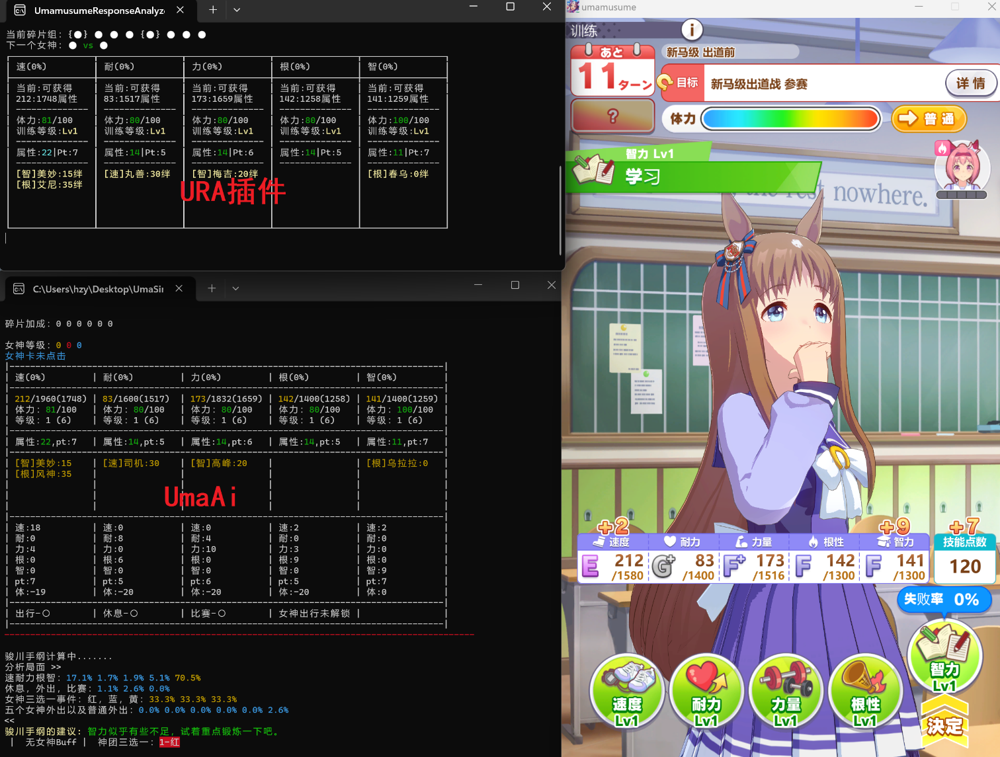 UmamusumeResponseAnalyze
当前碎片组: {●} ● ● ● {●} ● ● ●
下一个女神: ● vs ●
速(0%) 耐(0%) 力(0%) 根(0%) 智(0%)
当前:可获得 当前:可获得 当前:可获得 当前:可获得 当前:可获得
212:1748属性 83:1517属性 173:1659属性 142:1258属性 141:1259属性
体力:81/100 体力:80/100 体力:80/100 体力:80/100 体力:100/100
训练等级:Lv1 训练等级:Lv1 训练等级:Lv1 训练等级:Lv1 训练等级:Lv1
属性:22|Pt:7 属性:14|Pt:5 属性:14|Pt:6 属性:14|Pt:5 属性:11|Pt:7
[智]美妙:15绊 [速]丸善:30绊 [智]梅吉:20绊 [根]春乌:0绊
[根]艾尼:35绊
URA插件
C:\Users\hzy\Desktop\UmaSir
碎片加成: 0 0 0 0 0 0
女神等级: 0 0 0
女神卡未点击
速(0%) 耐(0%) 力(0%) 根(0%) 智(0%)
212/1960(1748) 83/1600(1517) 173/1832(1659) 142/1400(1258) 141/1400(1259)
体力: 81/100 体力: 80/100 体力: 80/100 体力: 80/100 体力: 100/100
等级: 1 (6) 等级: 1 (6) 等级: 1 (6) 等级: 1 (6) 等级: 1 (6)
属性:22,pt:7 属性:14,pt:5 属性:14,pt:6 属性:14,pt:5 属性:11,pt:7
[智]美妙:15 [速]司机:30 [智]高峰:20 [根]乌拉拉:0
[根]风神:35
UmaAi
速:18 速:0 速:0 速:2 速:2
耐:0 耐:8 耐:4 耐:0 耐:0
力:4 力:0 力:10 力:3 力:0
根:0 根:6 根:0 根:9 根:0
智:0 智:0 智:0 智:0 智:9
pt:7 pt:5 pt:6 pt:5 pt:7
体:-19 体:-20 体:-20 体:-20 体:0
出行-〇 休息-〇 比赛-〇 女神出行未解锁
骏川手纲计算中.......
分析局面 >>
速耐力根智: 17.1% 1.7% 1.9% 5.1% 70.5%
休息, 外出, 比赛: 1.1% 2.6% 0.0%
女神三选一事件: 红, 蓝, 黄: 33.3% 33.3% 33.3%
五个女神外出以及普通外出: 0.0% 0.0% 0.0% 0.0% 0.0% 2.6%
<<
骏川手纲的建议: 智力似乎有些不足, 试着重点锻炼一下吧。
| 无女神Buff | 神团三选一: 1-红
umamusume
训练
i
あと
11ターン
新马级 出道前
目标
新马级出道战 参赛
详情
?
体力
普通
智力 Lv1
学习
the rest nowhere.
+2 +9 +7
速度 耐力 力量 根性 智力 技能点数
E 212 G+ 83 F+ 173 F 142 F 141 120
/1580 /1400 /1516 /1300 /1300
失败率 0%
速度 Lv1
耐力 Lv1
力量 Lv1
根性 Lv1
智力 Lv1
決定